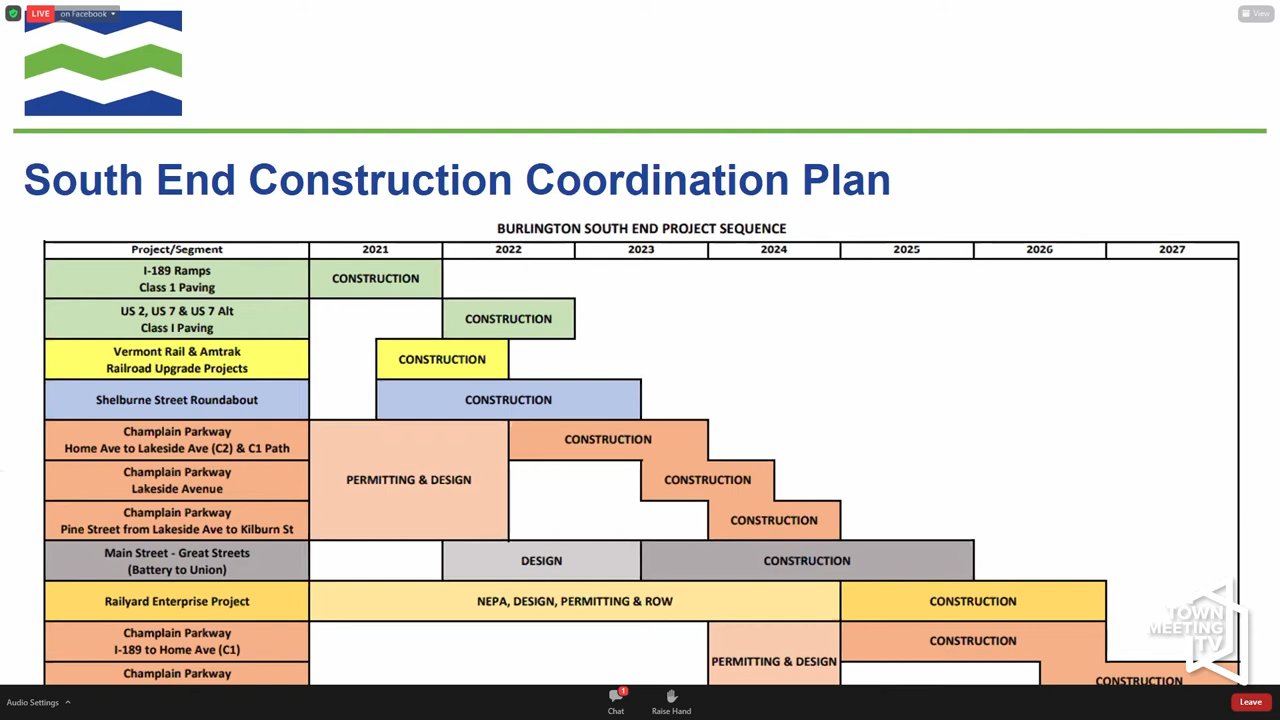 LIVE on Facebook
View
South End Construction Coordination Plan
BURLINGTON SOUTH END PROJECT SEQUENCE
Project/Segment 2021 2022 2023 2024 2025 2026 2027
I-189 Ramps
Class 1 Paving
CONSTRUCTION
US 2, US 7 & US 7 Alt
Class I Paving
CONSTRUCTION
Vermont Rail & Amtrak
Railroad Upgrade Projects
CONSTRUCTION
Shelburne Street Roundabout
CONSTRUCTION
Champlain Parkway
Home Ave to Lakeside Ave (C2) & C1 Path
CONSTRUCTION
Champlain Parkway
Lakeside Avenue
PERMITTING & DESIGN
CONSTRUCTION
Champlain Parkway
Pine Street from Lakeside Ave to Kilburn St
CONSTRUCTION
Main Street - Great Streets
(Battery to Union)
DESIGN
CONSTRUCTION
Railyard Enterprise Project
NEPA, DESIGN, PERMITTING & ROW
CONSTRUCTION
Champlain Parkway
I-189 to Home Ave (C1)
CONSTRUCTION
PERMITTING & DESIGN
Champlain Parkway
CONSTRUCTION
TOWN
MEETING
TV
Audio Settings
1
Chat
Raise Hand
Leave